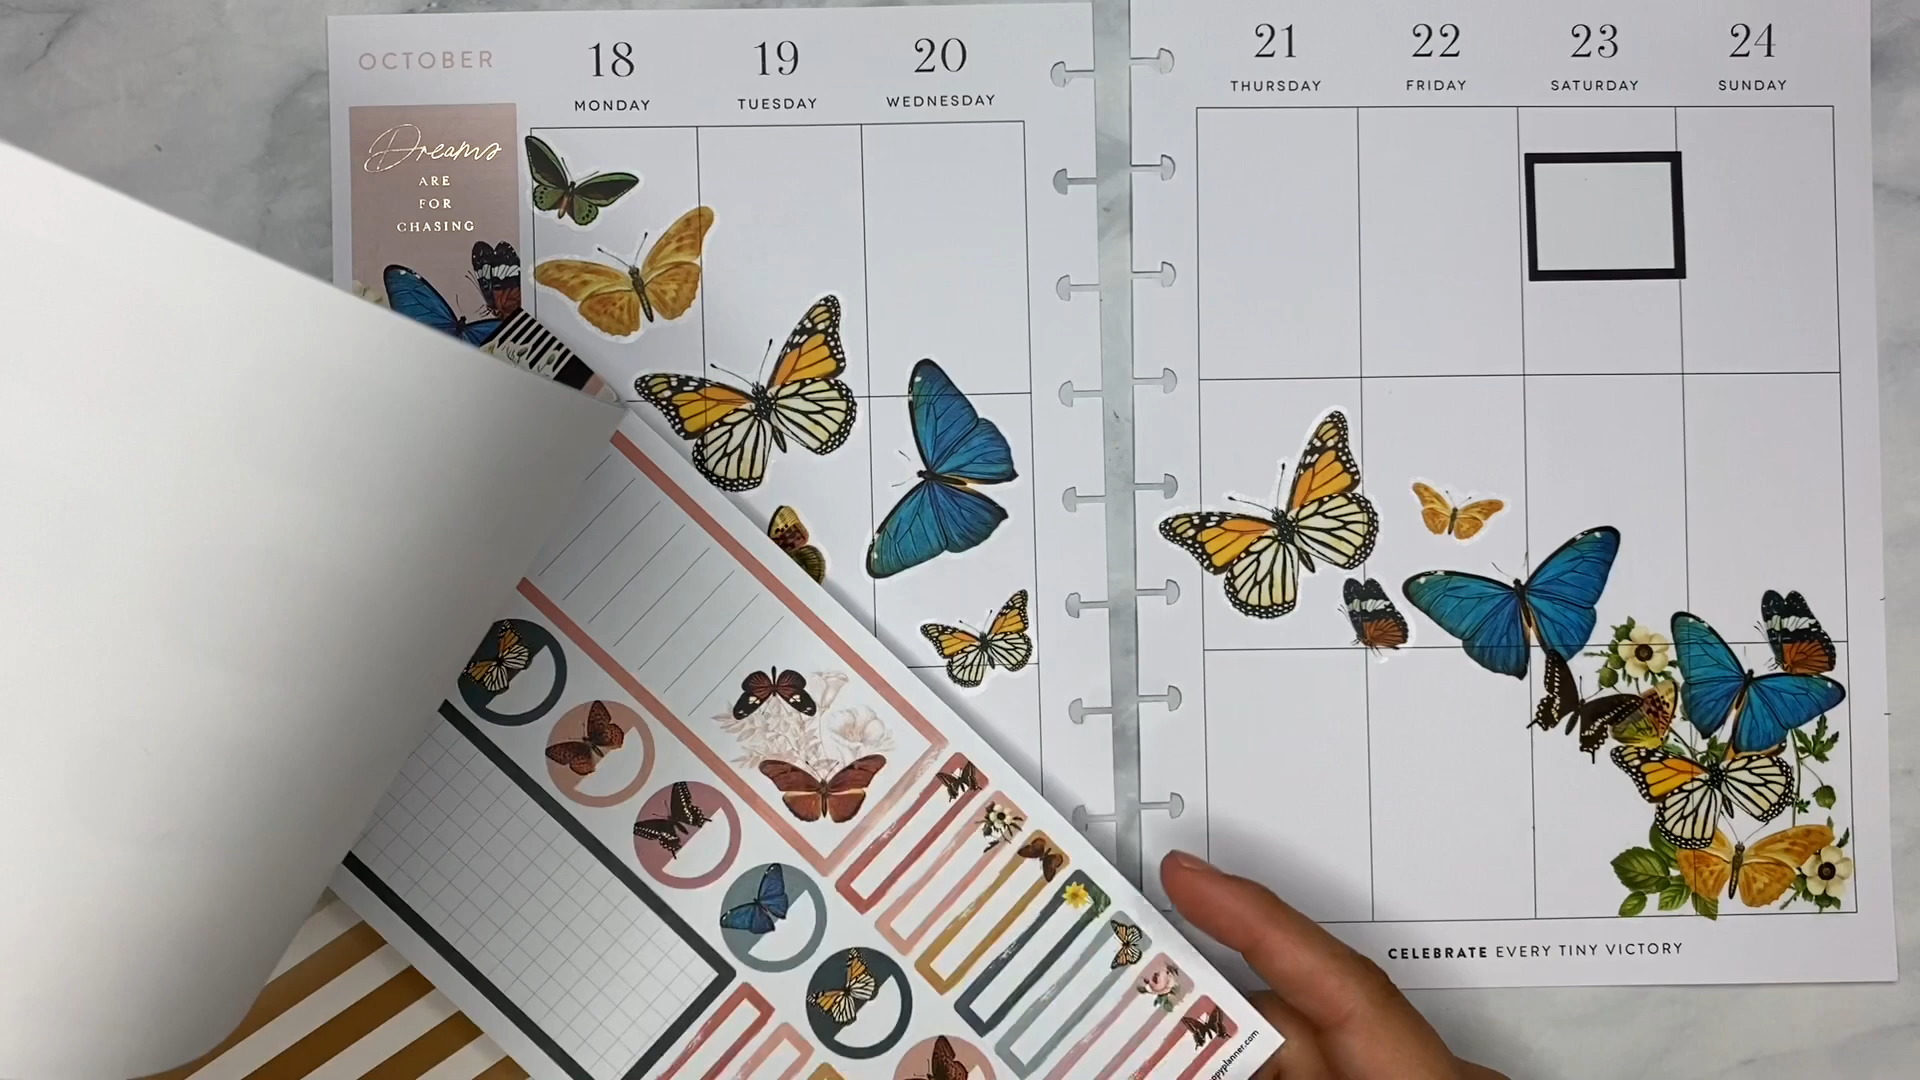 OCTOBER
18
19
20
21
22
23
24
MONDAY
TUESDAY
WEDNESDAY
THURSDAY
FRIDAY
SATURDAY
SUNDAY
Dreams
ARE
FOR
CHASING
CELEBRATE EVERY TINY VICTORY